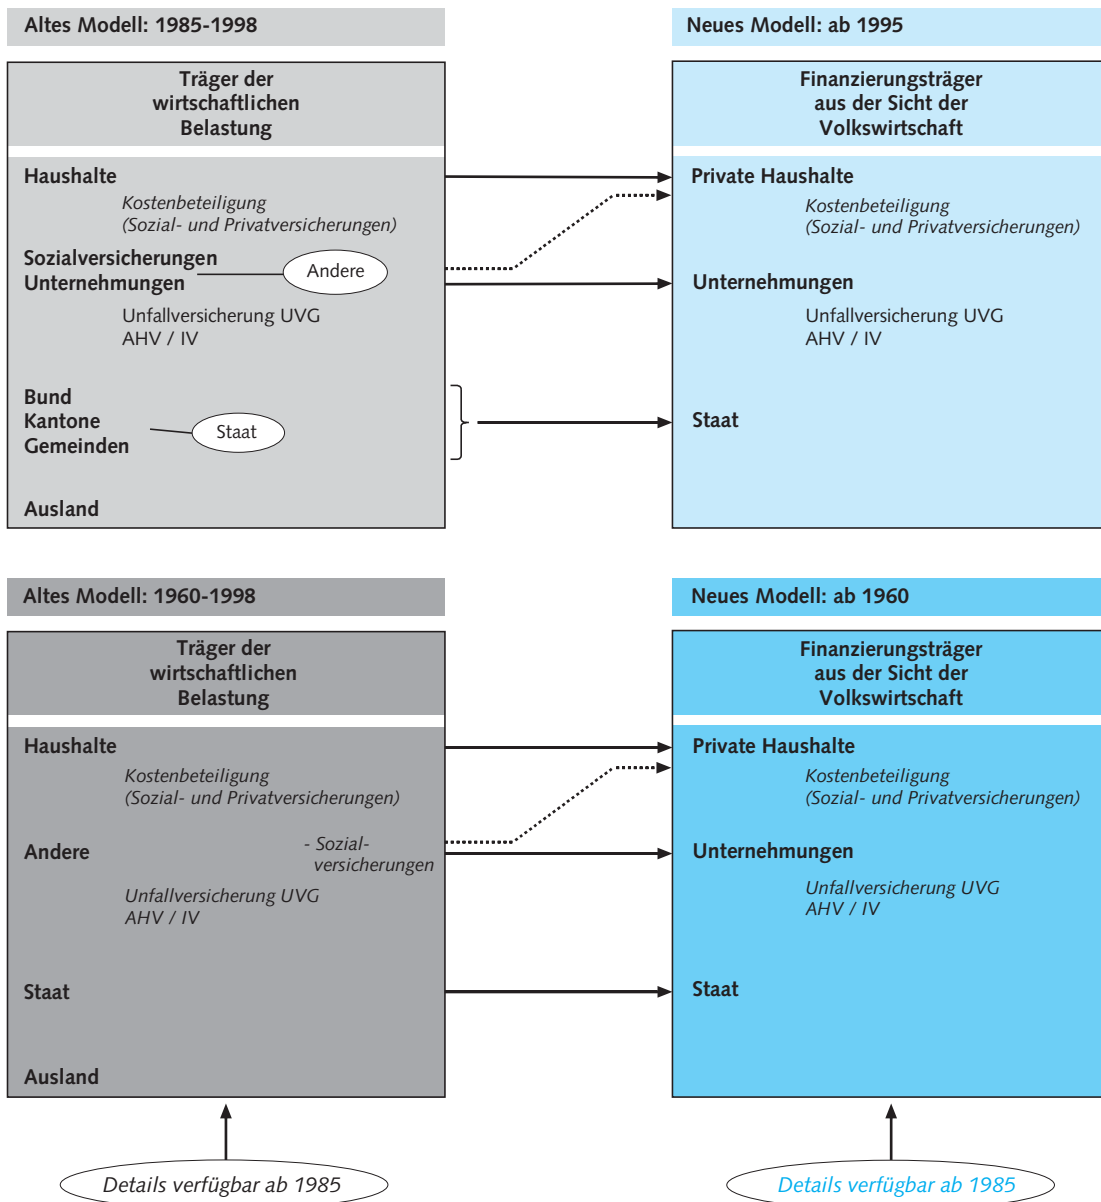 Altes Modell: 1985-1998
Neues Modell: ab 1995
Träger der
wirtschaftlichen
Belastung
Haushalte
Kostenbeteiligung
(Sozial- und Privatversicherungen)
Sozialversicherungen
Unternehmungen
Andere
Unfallversicherung UVG
AHV / IV
Bund
Kantone
Gemeinden
Staat
Ausland
Finanzierungsträger
aus der Sicht der
Volkswirtschaft
Private Haushalte
Kostenbeteiligung
(Sozial- und Privatversicherungen)
Unternehmungen
Unfallversicherung UVG
AHV / IV
Staat
Altes Modell: 1960-1998
Neues Modell: ab 1960
Träger der
wirtschaftlichen
Belastung
Haushalte
Kostenbeteiligung
(Sozial- und Privatversicherungen)
Andere
- Sozial-
versicherungen
Unfallversicherung UVG
AHV / IV
Staat
Ausland
Finanzierungsträger
aus der Sicht der
Volkswirtschaft
Private Haushalte
Kostenbeteiligung
(Sozial- und Privatversicherungen)
Unternehmungen
Unfallversicherung UVG
AHV / IV
Staat
Details verfügbar ab 1985
Details verfügbar ab 1985